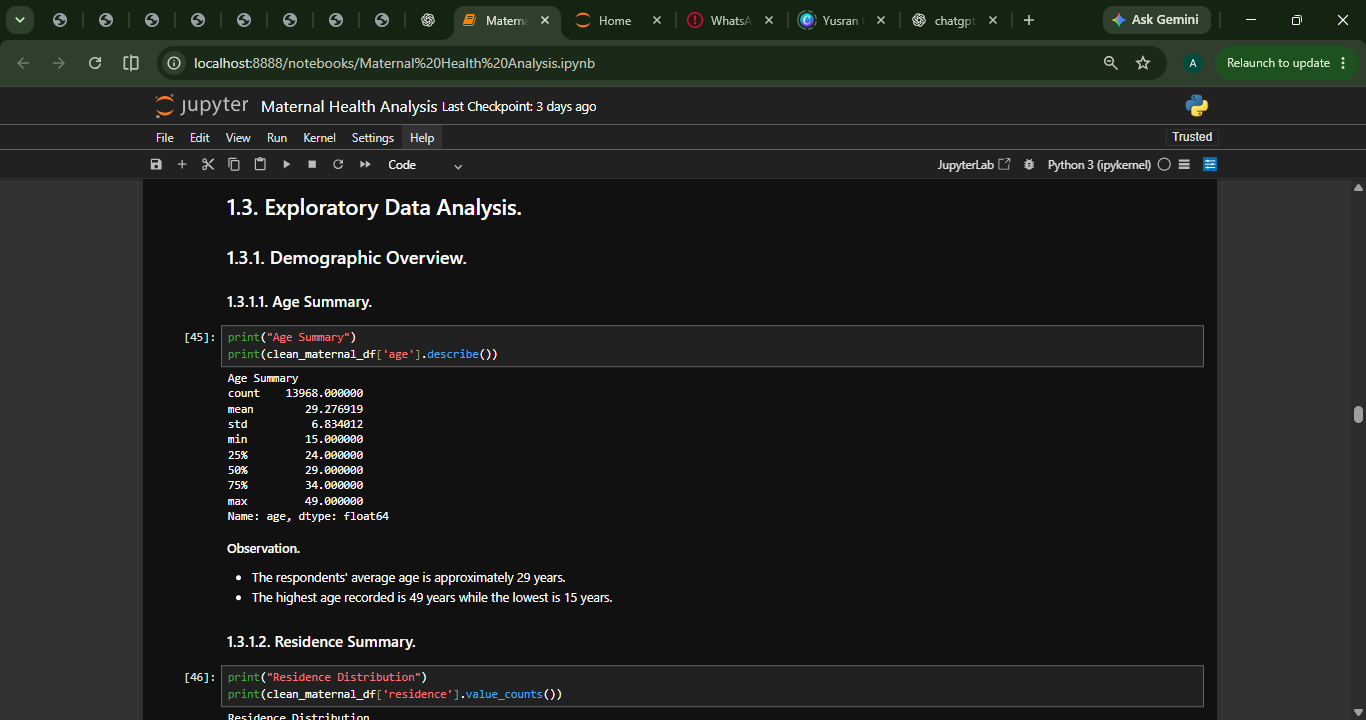 Materna
Home
WhatsA
Yusran
chatgpt
Ask Gemini
localhost:8888/notebooks/Maternal%20Health%20Analysis.ipynb
A
Relaunch to update
jupyter Maternal Health Analysis Last Checkpoint: 3 days ago
File Edit View Run Kernel Settings Help
Trusted
Code
JupyterLab
Python 3 (ipykernel)
1.3. Exploratory Data Analysis.
1.3.1. Demographic Overview.
1.3.1.1. Age Summary.
[45]: print("Age Summary")
print(clean_maternal_df['age'].describe())
Age Summary
count 13968.000000
mean 29.276919
std 6.834012
min 15.000000
25% 24.000000
50% 29.000000
75% 34.000000
max 49.000000
Name: age, dtype: float64
Observation.
• The respondents' average age is approximately 29 years.
• The highest age recorded is 49 years while the lowest is 15 years.
1.3.1.2. Residence Summary.
[46]: print("Residence Distribution")
print(clean_maternal_df['residence'].value_counts())
Residence Distribution